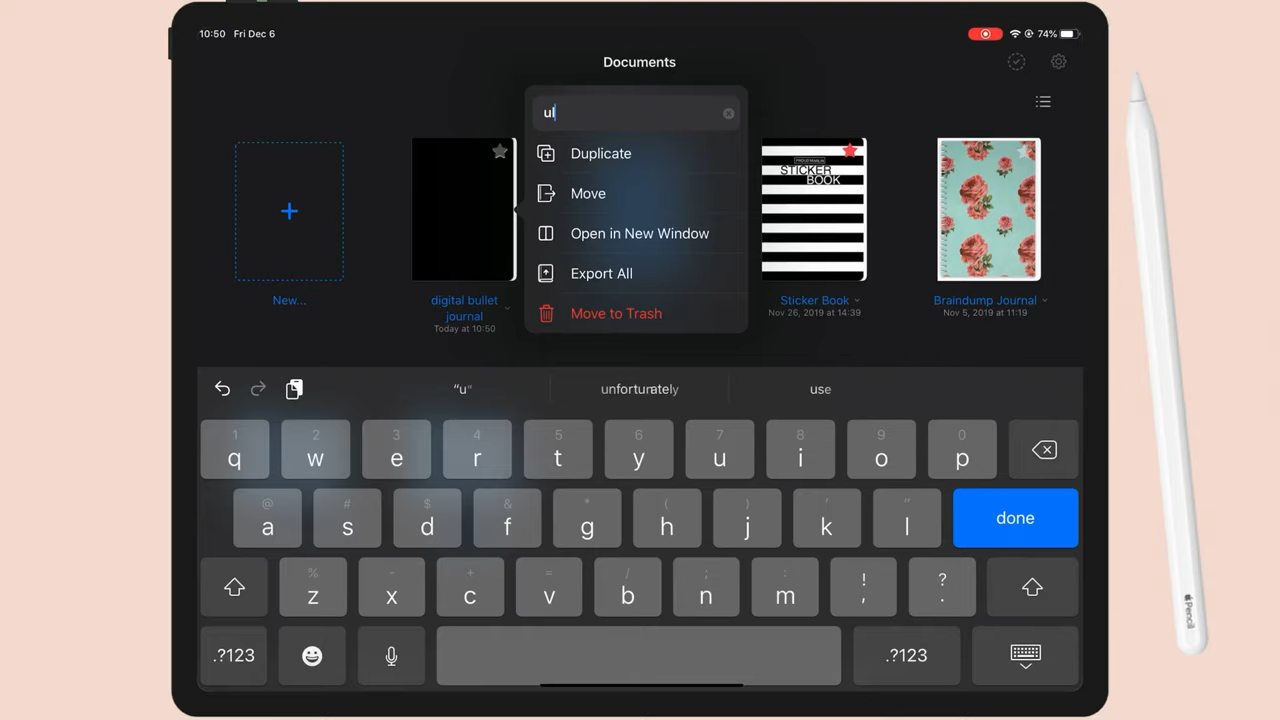 10:50 Fri Dec 6 74%
Documents
ul
Duplicate
Move
Open in New Window
Export All
Move to Trash
PROUD MARLIN
STICKER
BOOK
New...
digital bullet
journal
Today at 10:50
Sticker Book
Nov 26, 2019 at 14:39
Braindump Journal
Nov 5, 2019 at 11:19
“u” unfortunately use
1 2 3 4 5 6 7 8 9 0
q w e r t y u i o p
@ # $ & * ( ) ' "
a s d f g h j k l done
% - + = / ; : ! ?
z x c v b n m , .
.?123 .?123
Pencil